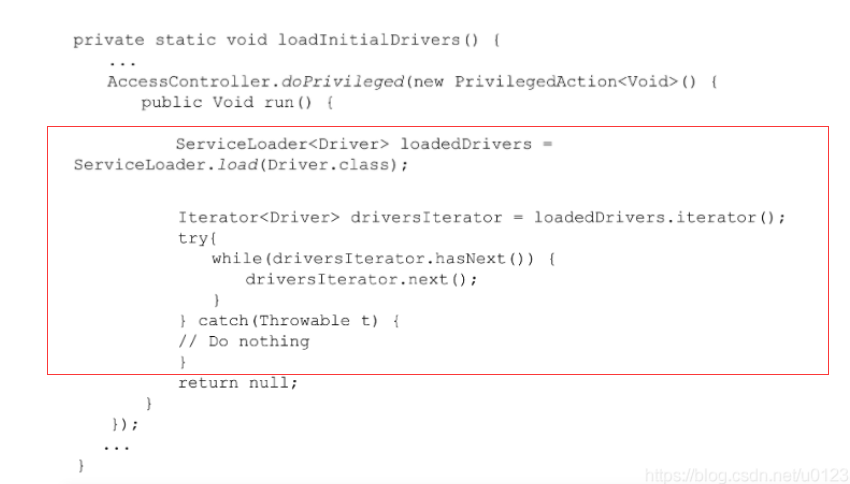 private static void loadInitialDrivers() {
...
AccessController.doPrivileged(new PrivilegedAction<Void>() {
public Void run() {
ServiceLoader<Driver> loadedDrivers =
ServiceLoader.load(Driver.class);
Iterator<Driver> driversIterator = loadedDrivers.iterator();
try{
while(driversIterator.hasNext()) {
driversIterator.next();
}
} catch(Throwable t) {
// Do nothing
}
return null;
}
});
...
}
https://blog.csdn.net/u0123